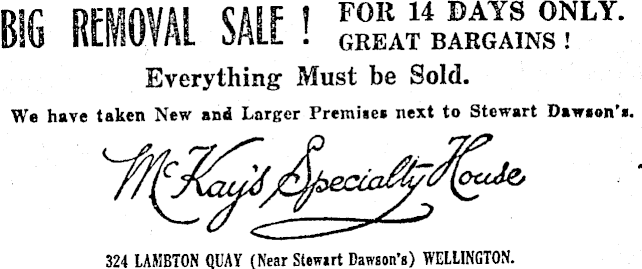 BIG REMOVAL SALE! FOR 14 DAYS ONLY.
GREAT BARGAINS!
Everything Must be Sold.
We have taken New and Larger Premises next to Stewart Dawson's.
McKay's Specialty House
324 LAMBTON QUAY (Near Stewart Dawson's) WELLINGTON.